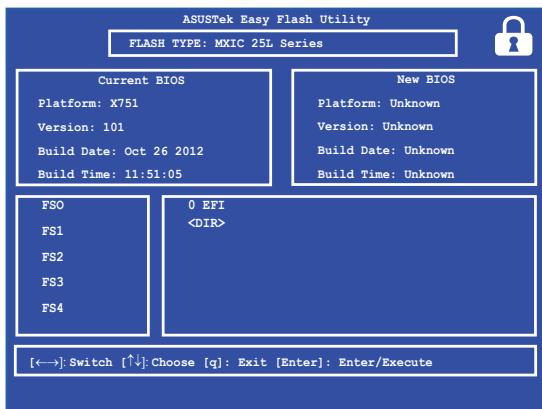 ASUSTek Easy Flash Utility
FLASH TYPE: MXIC 25L Series
Current BIOS
Platform: X751
Version: 101
Build Date: Oct 26 2012
Build Time: 11:51:05
New BIOS
Platform: Unknown
Version: Unknown
Build Date: Unknown
Build Time: Unknown
FSO
FS1
FS2
FS3
FS4
0 EFI
<DIR>
[←→]: Switch [↑↓]: Choose [q]: Exit [Enter]: Enter/Execute